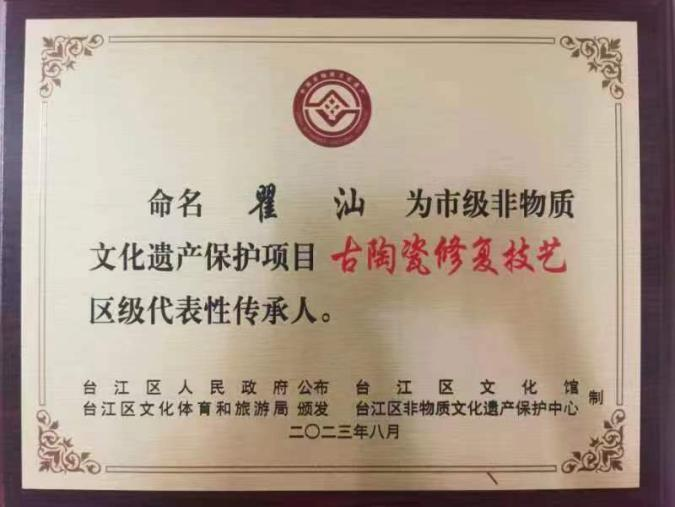 命名 瞿 汕 为市级非物质
文化遗产保护项目 古陶瓷修复技艺
区级代表性传承人。
台江区人民政府公布 台江区文化馆
台江区文化体育和旅游局 颁发 台江区非物质文化遗产保护中心 制
二〇二三年八月